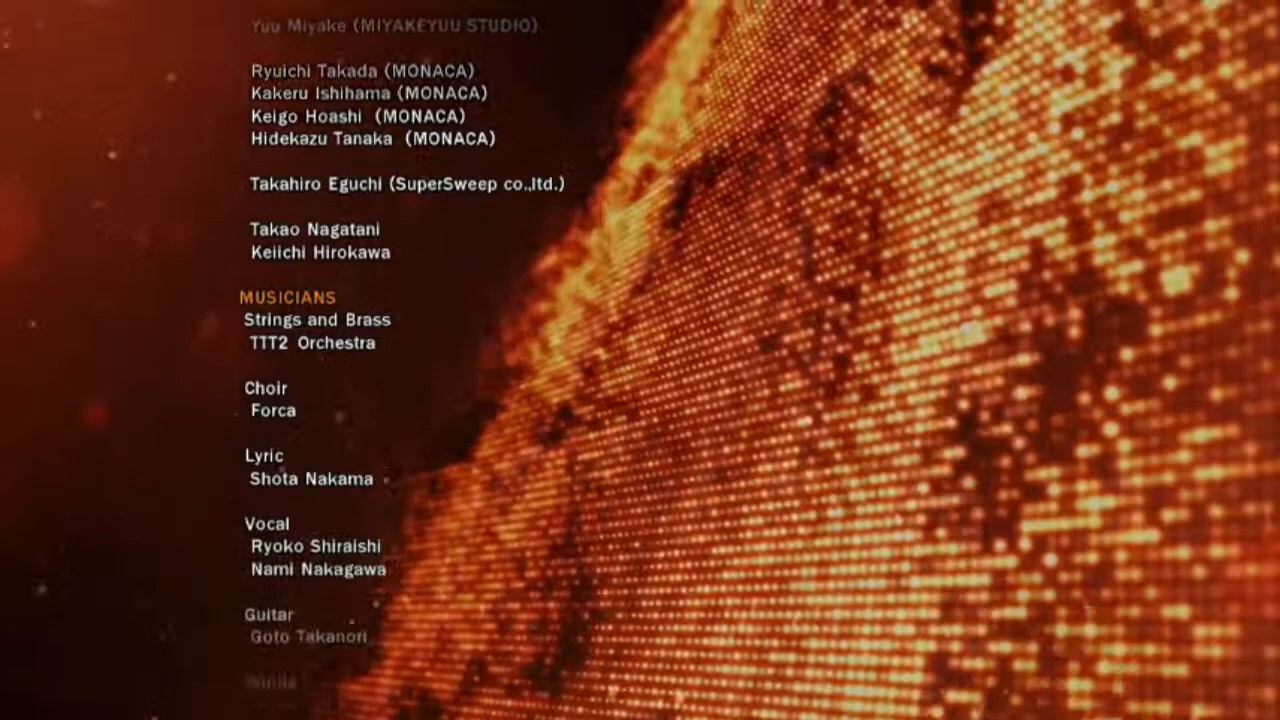 Yuu Miyake (MIYAKEYUU STUDIO)
Ryuichi Takada (MONACA)
Kakeru Ishihama (MONACA)
Keigo Hoashi (MONACA)
Hidekazu Tanaka (MONACA)
Takahiro Eguchi (SuperSweep co.,ltd.)
Takao Nagatani
Keiichi Hirokawa
MUSICIANS
Strings and Brass
TTT2 Orchestra
Choir
Forca
Lyric
Shota Nakama
Vocal
Ryoko Shiraishi
Nami Nakagawa
Guitar
Goto Takanori